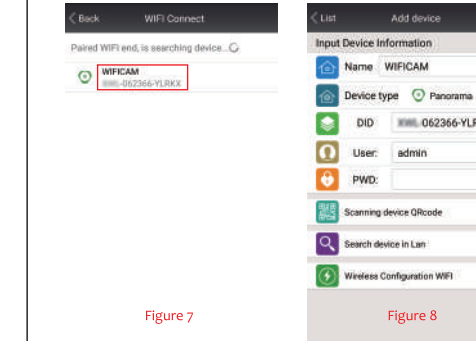 Back WIFI Connect
Paired WIFI end, is searching device...
WIFICAM
-062366-YLRKX
Figure 7
List Add device
Input Device Information
Name WIFICAM
Device type Panorama
DID -062366-YLR
User: admin
PWD:
Scanning device QRcode
Search device in Lan
Wireless Configuration WIFI
Figure 8